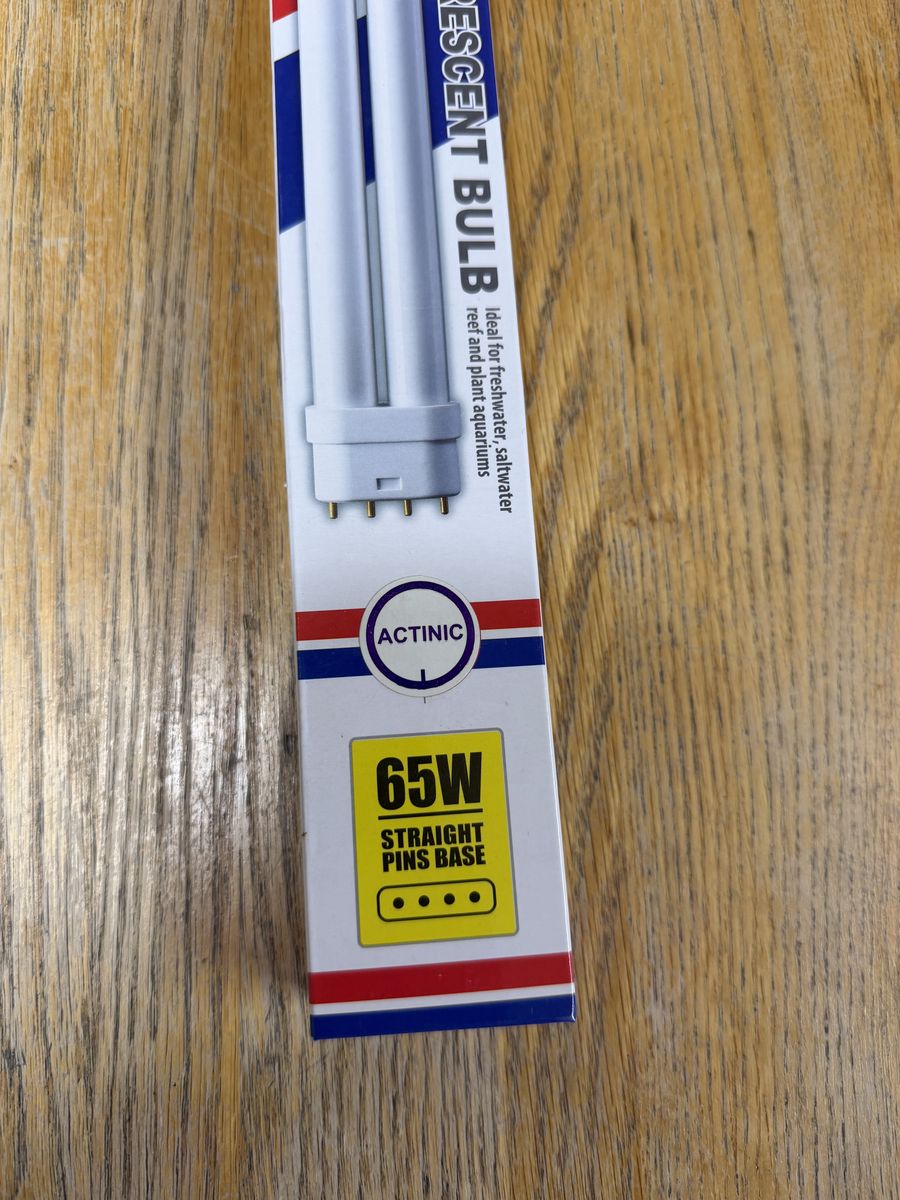 RESCENT BULB
Ideal for freshwater, saltwater
reef and plant aquariums
ACTINIC
65W
STRAIGHT
PINS BASE